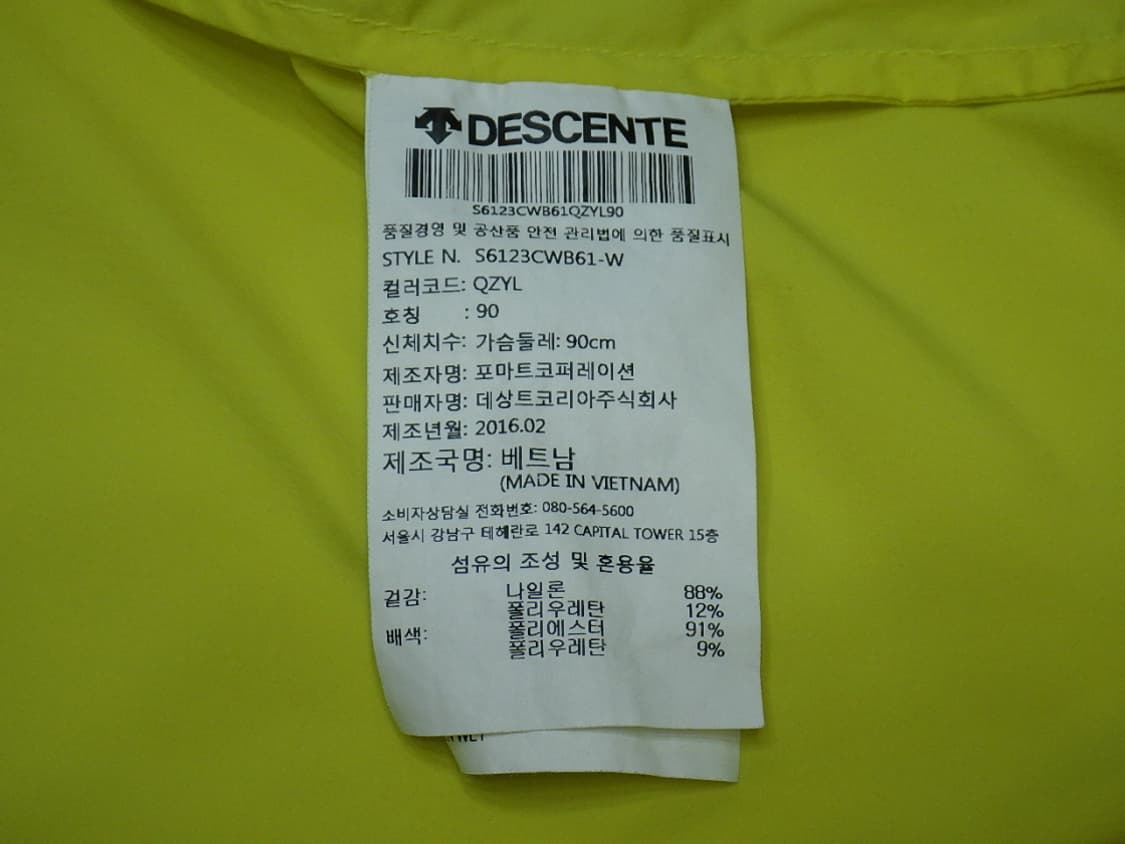 DESCENTE
S6123CWB61QZYL90
품질경영 및 공산품 안전 관리법에 의한 품질표시
STYLE N. S6123CWB61-W
컬러코드: QZYL
호칭 : 90
신체치수: 가슴둘레: 90cm
제조자명: 포마트코퍼레이션
판매자명: 데상트코리아주식회사
제조년월: 2016.02
제조국명: 베트남
(MADE IN VIETNAM)
소비자상담실 전화번호: 080-564-5600
서울시 강남구 테헤란로 142 CAPITAL TOWER 15층
섬유의 조성 및 혼용율
겉감: 나일론 88%
폴리우레탄 12%
배색: 폴리에스터 91%
폴리우레탄 9%